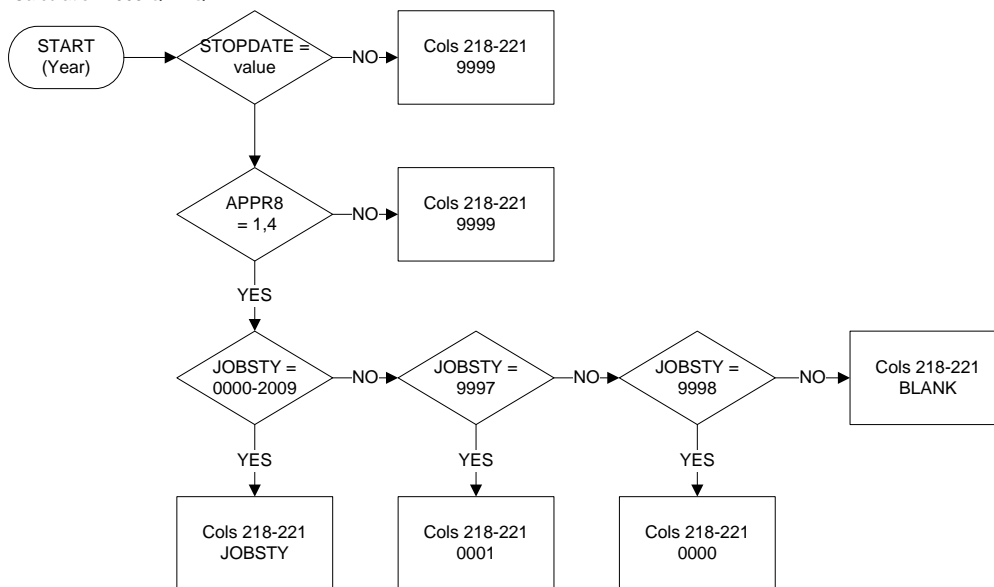 START
(Year)
STOPDATE =
value
NO
Cols 218-221
9999
APPR8
= 1,4
NO
Cols 218-221
9999
YES
JOBSTY =
0000-2009
NO
JOBSTY =
9997
NO
JOBSTY =
9998
NO
Cols 218-221
BLANK
YES
YES
YES
Cols 218-221
JOBSTY
Cols 218-221
0001
Cols 218-221
0000